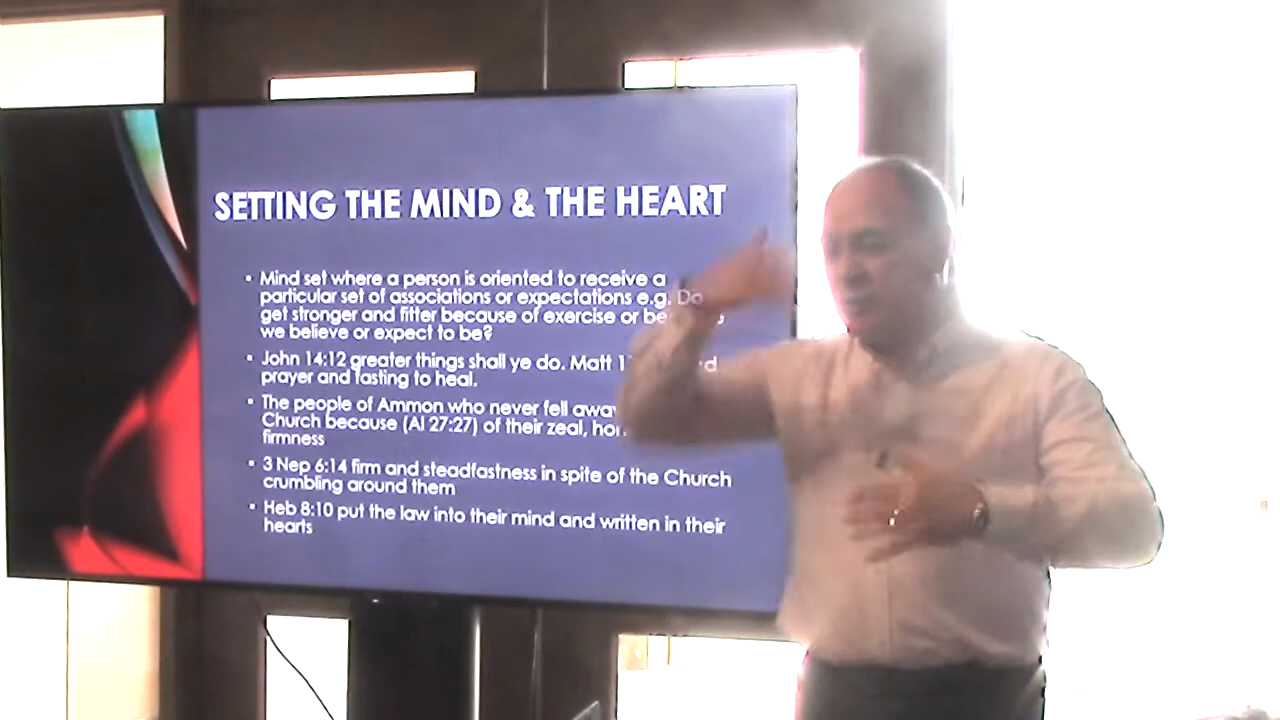 SETTING THE MIND & THE HEART
▪ Mind set where a person is oriented to receive a
particular set of associations or expectations e.g. Do
get stronger and fitter because of exercise or
we believe or expect to be?
▪ John 14:12 greater things shall ye do. Matt
prayer and fasting to heal.
▪ The people of Ammon who never fell
Church because (Al 27:27) of their zeal,
firmness
▪ 3 Nep 6:14 firm and steadfastness in spite of the Church
crumbling around them
▪ Heb 8:10 put the law into their mind and written in their
hearts